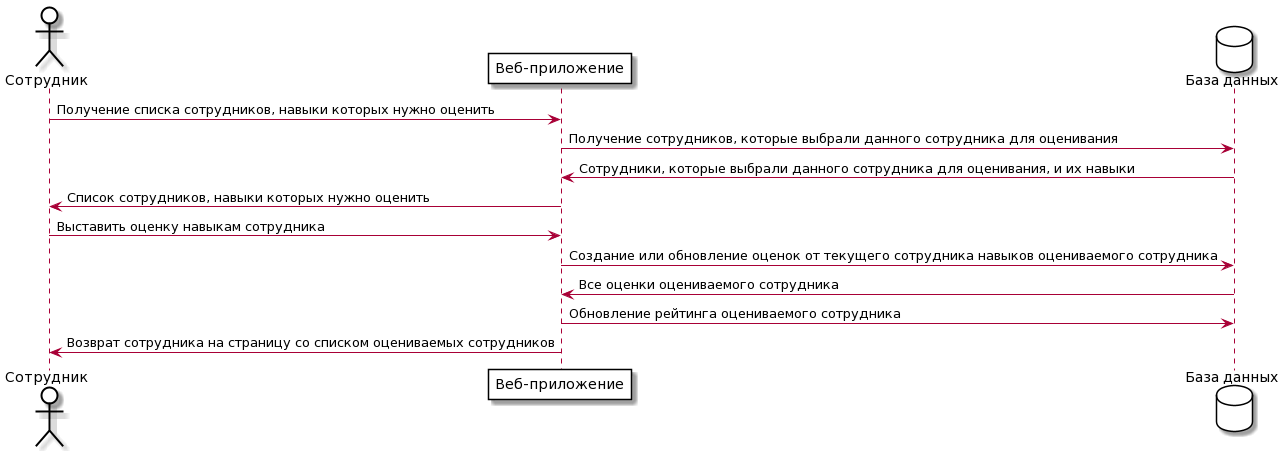 Сотрудник
Веб-приложение
База данных
Получение списка сотрудников, навыки которых нужно оценить
Получение сотрудников, которые выбрали данного сотрудника для оценивания
Сотрудники, которые выбрали данного сотрудника для оценивания, и их навыки
Список сотрудников, навыки которых нужно оценить
Выставить оценку навыкам сотрудника
Создание или обновление оценок от текущего сотрудника навыков оцениваемого сотрудника
Все оценки оцениваемого сотрудника
Обновление рейтинга оцениваемого сотрудника
Возврат сотрудника на страницу со списком оцениваемых сотрудников
Сотрудник
Веб-приложение
База данных